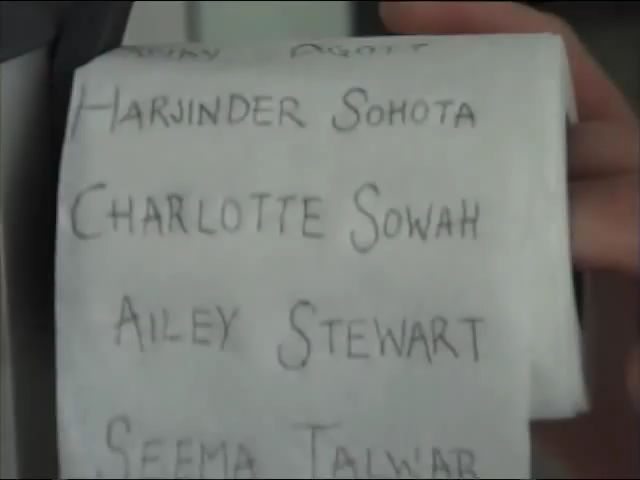 HARJINDER SOHOTA
CHARLOTTE SOWAH
AILEY STEWART
SEEMA TALWAR